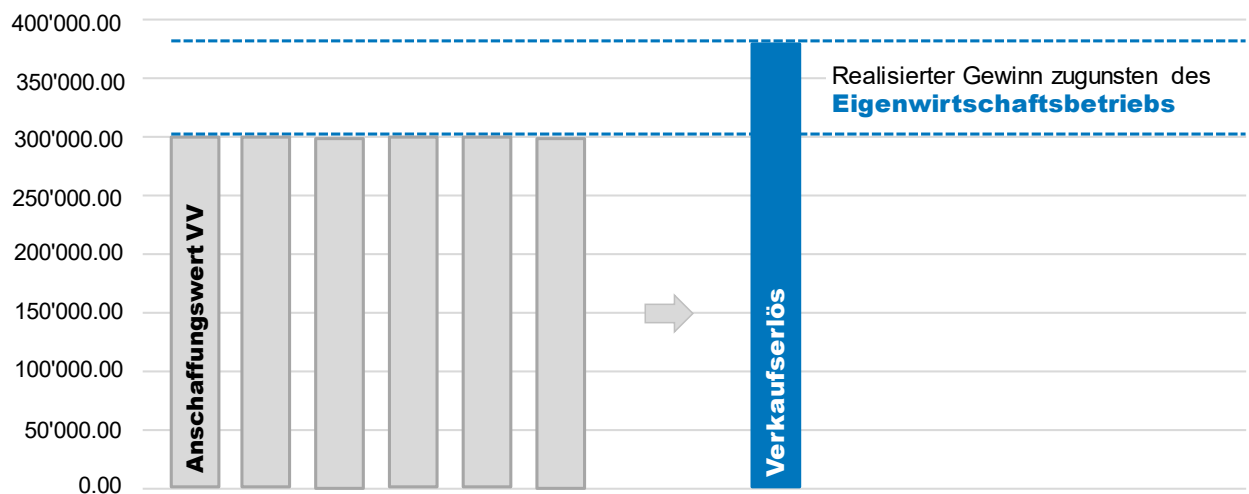 400'000.00
350'000.00
300'000.00
250'000.00
200'000.00
150'000.00
100'000.00
50'000.00
0.00
Anschaffungswert VV
Verkaufserlös
Realisierter Gewinn zugunsten des
Eigenwirtschaftsbetriebs